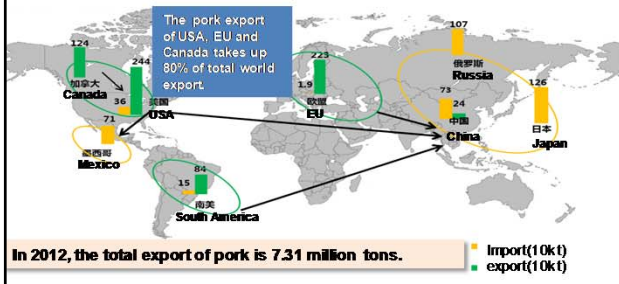 The pork export
of USA, EU and
Canada takes up
80% of total world
export.
124
加拿大
Canada
244
36
美国
USA
71
墨西哥
Mexico
223
1.9
欧盟
EU
107
俄罗斯
Russia
73
24
中国
China
126
日本
Japan
84
15
南美
South America
In 2012, the total export of pork is 7.31 million tons.
Import(10kt)
export(10kt)